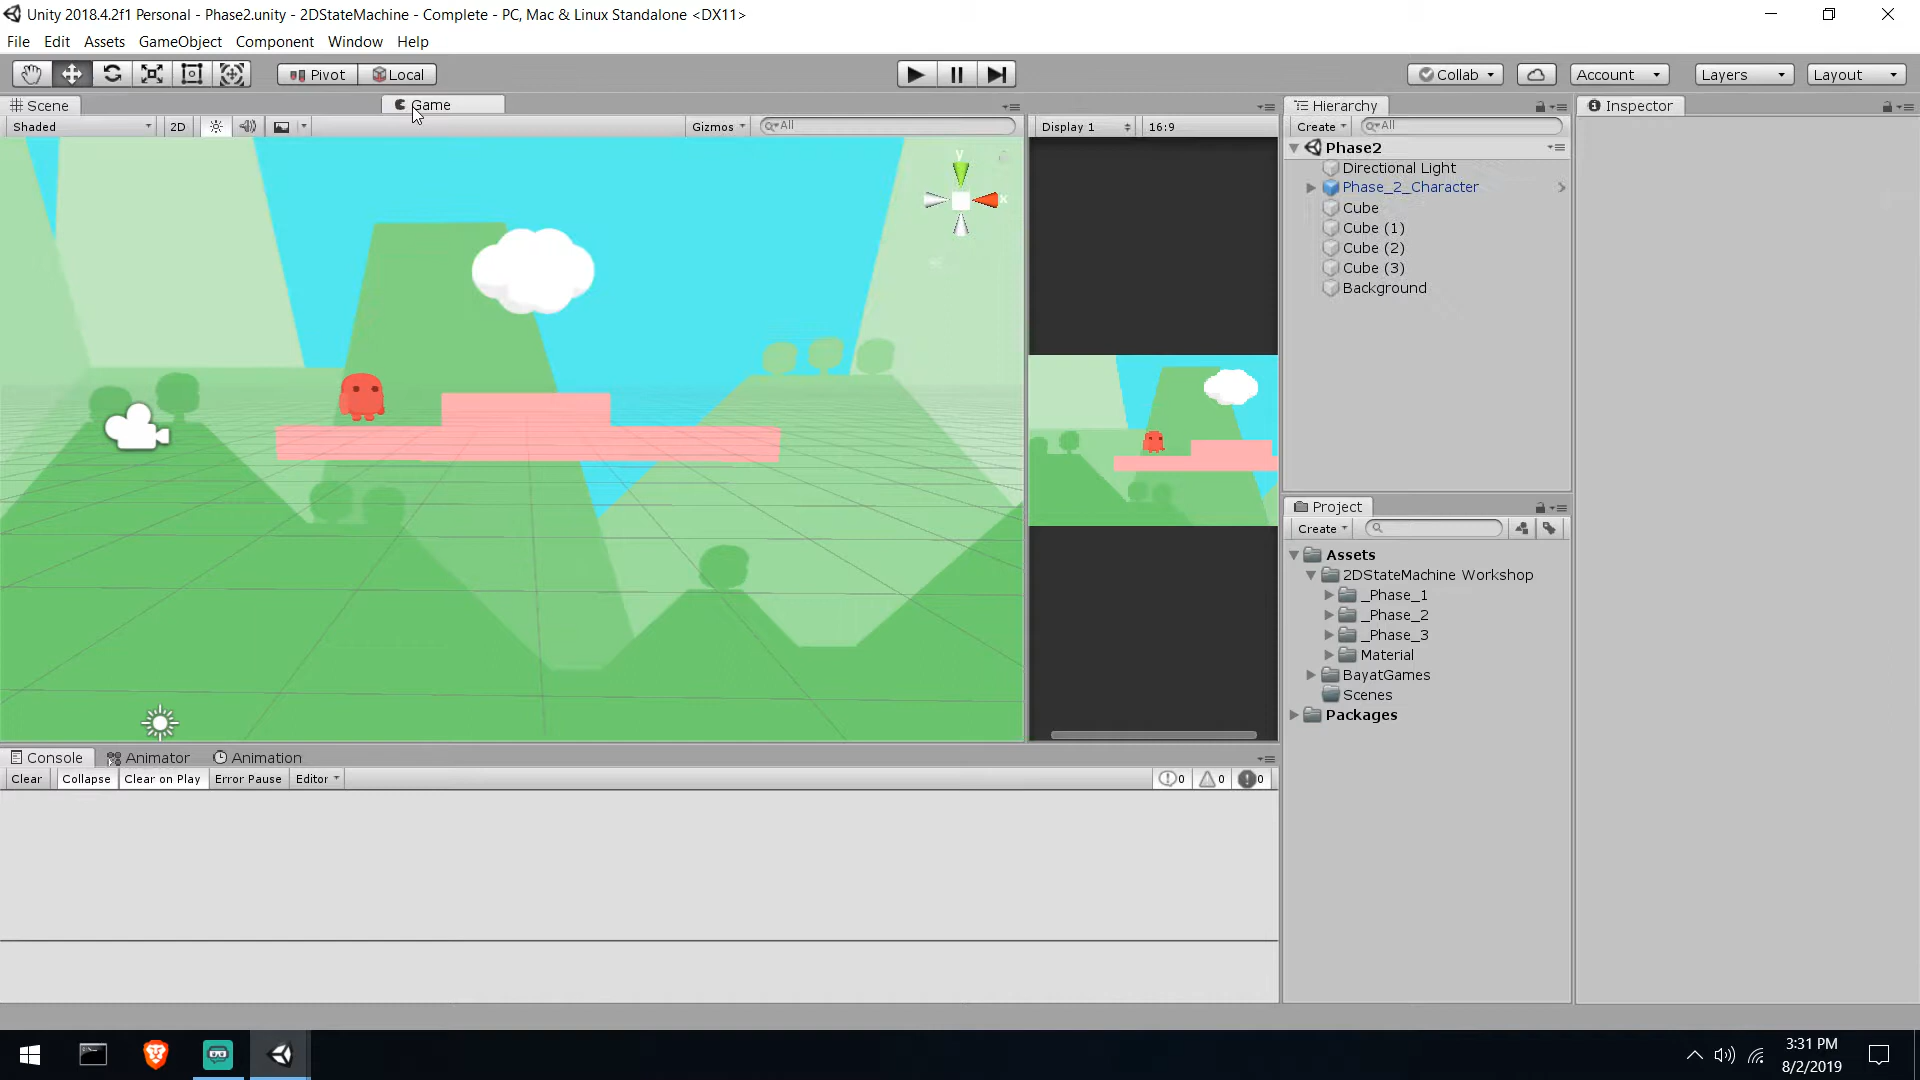 Unity 2018.4.2f1 Personal - Phase2.unity - 2DStateMachine - Complete - PC, Mac & Linux Standalone <DX11>
File Edit Assets GameObject Component Window Help
Pivot Local Collab Account Layers Layout
Scene Game Hierarchy Inspector
Shaded 2D Gizmos All Display 1 16:9 Create All
y
x
Phase2
Directional Light
Phase_2_Character
Cube
Cube (1)
Cube (2)
Cube (3)
Background
Project
Create
Assets
2DStateMachine Workshop
_Phase_1
_Phase_2
_Phase_3
Material
BayatGames
Scenes
Packages
Console Animator Animation
Clear Collapse Clear on Play Error Pause Editor 0 0 0
3:31 PM
8/2/2019